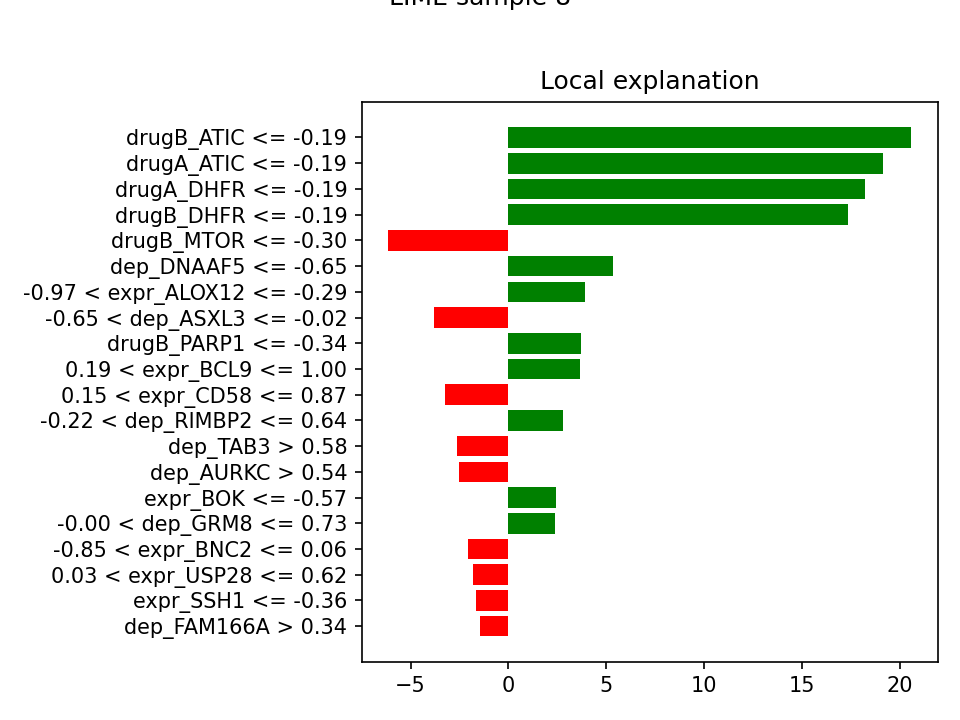 LIME sample 8
Local explanation
drugB_ATIC <= -0.19
drugA_ATIC <= -0.19
drugA_DHFR <= -0.19
drugB_DHFR <= -0.19
drugB_MTOR <= -0.30
dep_DNAAF5 <= -0.65
-0.97 < expr_ALOX12 <= -0.29
-0.65 < dep_ASXL3 <= -0.02
drugB_PARP1 <= -0.34
0.19 < expr_BCL9 <= 1.00
0.15 < expr_CD58 <= 0.87
-0.22 < dep_RIMBP2 <= 0.64
dep_TAB3 > 0.58
dep_AURKC > 0.54
expr_BOK <= -0.57
-0.00 < dep_GRM8 <= 0.73
-0.85 < expr_BNC2 <= 0.06
0.03 < expr_USP28 <= 0.62
expr_SSH1 <= -0.36
dep_FAM166A > 0.34
−5 0 5 10 15 20